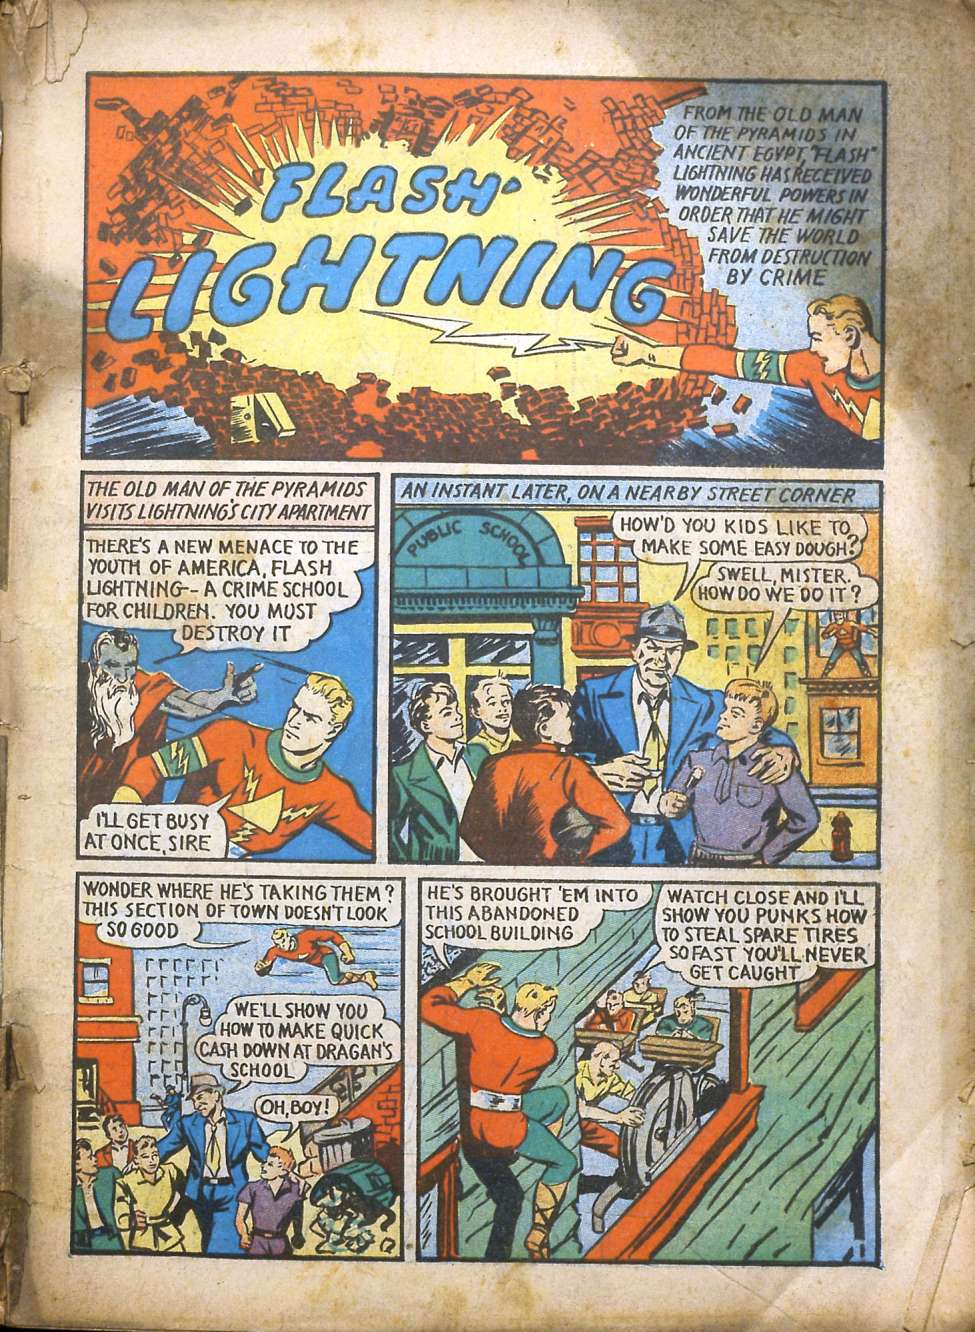 FLASH
LIGHTNING
FROM THE OLD MAN
OF THE PYRAMIDS IN
ANCIENT EGYPT, "FLASH"
LIGHTNING HAS RECEIVED
WONDERFUL POWERS IN
ORDER THAT HE MIGHT
SAVE THE WORLD
FROM DESTRUCTION
BY CRIME
THE OLD MAN OF THE PYRAMIDS
VISITS LIGHTNING'S CITY APARTMENT
THERE'S A NEW MENACE TO THE
YOUTH OF AMERICA, FLASH
LIGHTNING-- A CRIME SCHOOL
FOR CHILDREN. YOU MUST
DESTROY IT
I'LL GET BUSY
AT ONCE, SIRE
AN INSTANT LATER, ON A NEARBY STREET CORNER
PUBLIC SCHOOL
HOW'D YOU KIDS LIKE TO
MAKE SOME EASY DOUGH?
SWELL, MISTER.
HOW DO WE DO IT?
WONDER WHERE HE'S TAKING THEM?
THIS SECTION OF TOWN DOESN'T LOOK
SO GOOD
WE'LL SHOW YOU
HOW TO MAKE QUICK
CASH DOWN AT DRAGAN'S
SCHOOL
OH, BOY!
HE'S BROUGHT 'EM INTO
THIS ABANDONED
SCHOOL BUILDING
WATCH CLOSE AND I'LL
SHOW YOU PUNKS HOW
TO STEAL SPARE TIRES
SO FAST YOU'LL NEVER
GET CAUGHT
1